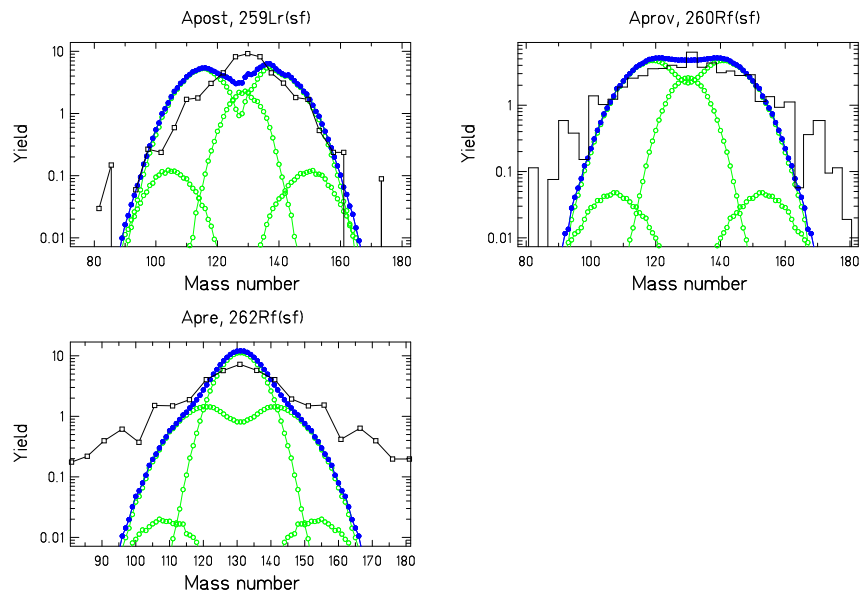 Apost, 259Lr(sf)
Yield
10
1
0.1
0.01
80 100 120 140 160 180
Mass number
Aprov, 260Rf(sf)
Yield
1
0.1
0.01
80 100 120 140 160 180
Mass number
Apre, 262Rf(sf)
Yield
10
1
0.1
0.01
90 100 110 120 130 140 150 160 170 180
Mass number